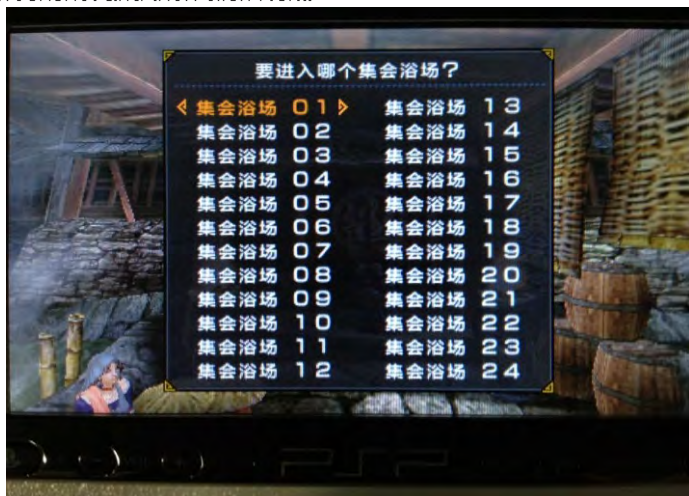 要进入哪个集会浴场?
集会浴场 01
集会浴场 02
集会浴场 03
集会浴场 04
集会浴场 05
集会浴场 06
集会浴场 07
集会浴场 08
集会浴场 09
集会浴场 10
集会浴场 11
集会浴场 12
集会浴场 13
集会浴场 14
集会浴场 15
集会浴场 16
集会浴场 17
集会浴场 18
集会浴场 19
集会浴场 20
集会浴场 21
集会浴场 22
集会浴场 23
集会浴场 24
PSP